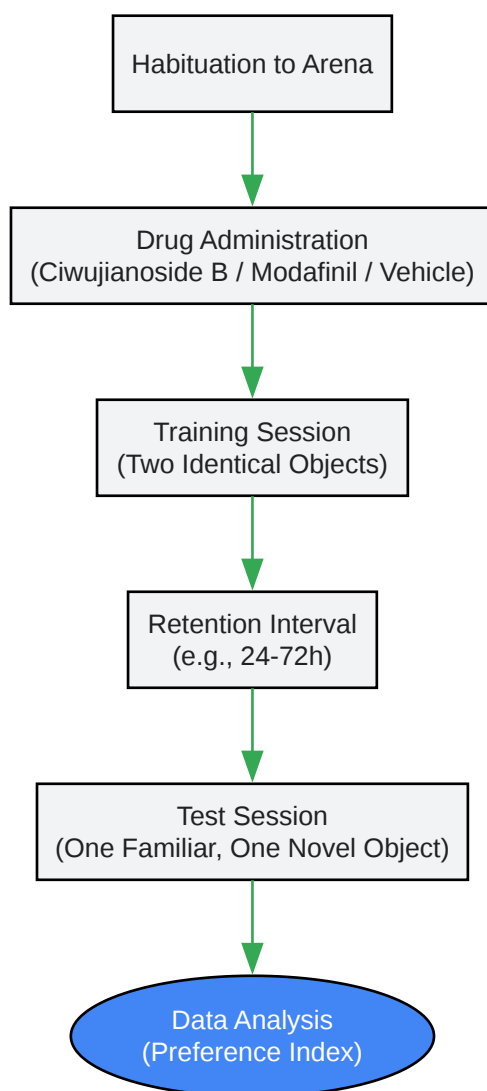 Habituation to Arena
Drug Administration
(Ciwujianoside B / Modafinil / Vehicle)
Training Session
(Two Identical Objects)
Retention Interval
(e.g., 24-72h)
Test Session
(One Familiar, One Novel Object)
Data Analysis
(Preference Index)